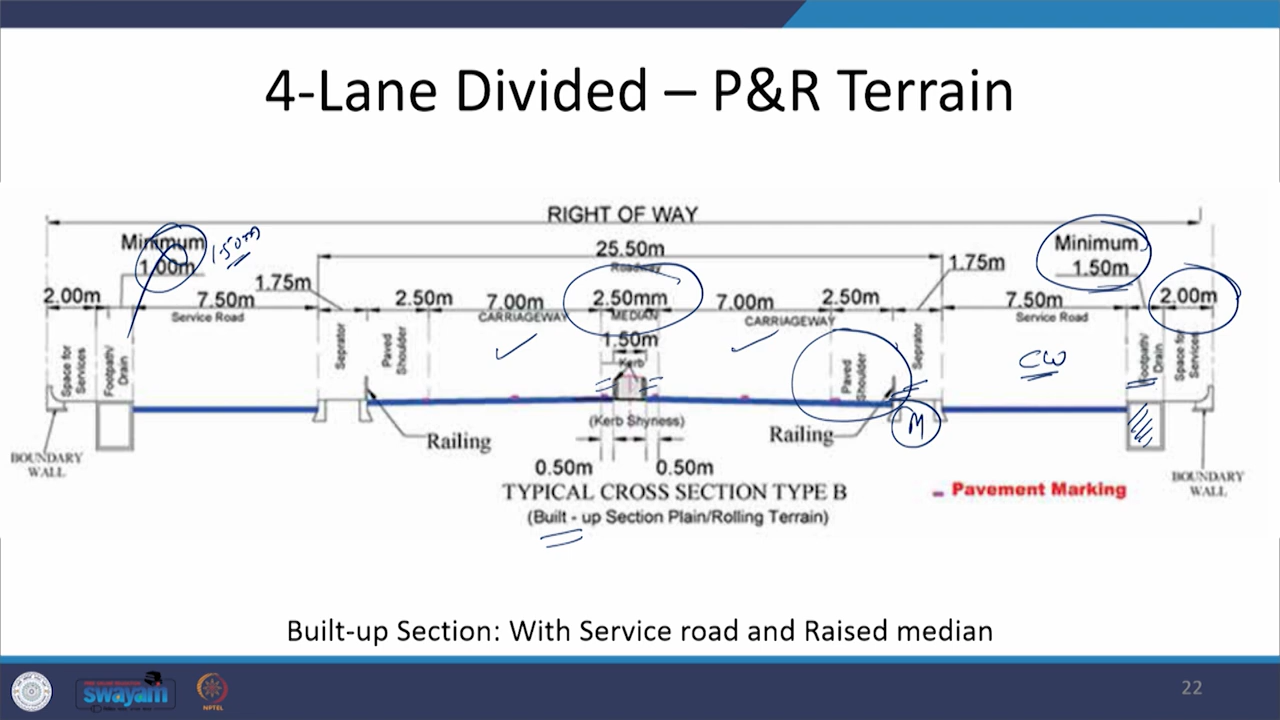 4-Lane Divided – P&R Terrain
RIGHT OF WAY
Minimum
1.00m
1.50m
25.50m
Roadway
Minimum
1.50m
2.00m
7.50m
Service Road
1.75m
2.50m
7.00m
CARRIAGEWAY
2.50mm
MEDIAN
7.00m
CARRIAGEWAY
2.50m
1.75m
7.50m
Service Road
2.00m
1.50m
Kerb
Space for
Services
Footpath/
Drain
Seprator
Paved
Shoulder
Paved
Shoulder
Seprator
CW
Footpath/
Drain
Space for
Services
M
(Kerb Shyness)
Railing
Railing
BOUNDARY
WALL
0.50m
0.50m
BOUNDARY
WALL
TYPICAL CROSS SECTION TYPE B
Pavement Marking
(Built - up Section Plain/Rolling Terrain)
Built-up Section: With Service road and Raised median
swayam
NPTEL
22